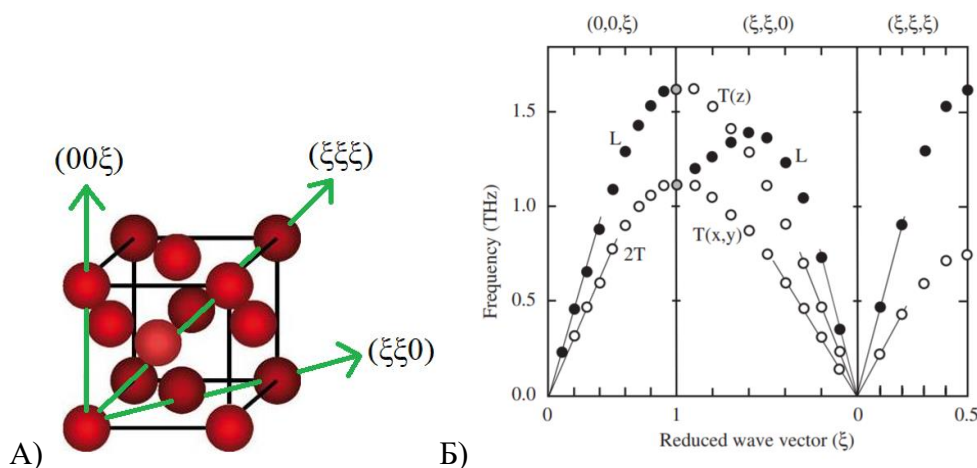 (00ξ)
(ξξξ)
(ξξ0)
А)
(0,0,ξ)
(ξ,ξ,0)
(ξ,ξ,ξ)
1.5
1.0
0.5
0.0
Frequency (THz)
L
2T
T(z)
L
T(x,y)
0
1
0
0.5
Reduced wave vector (ξ)
Б)